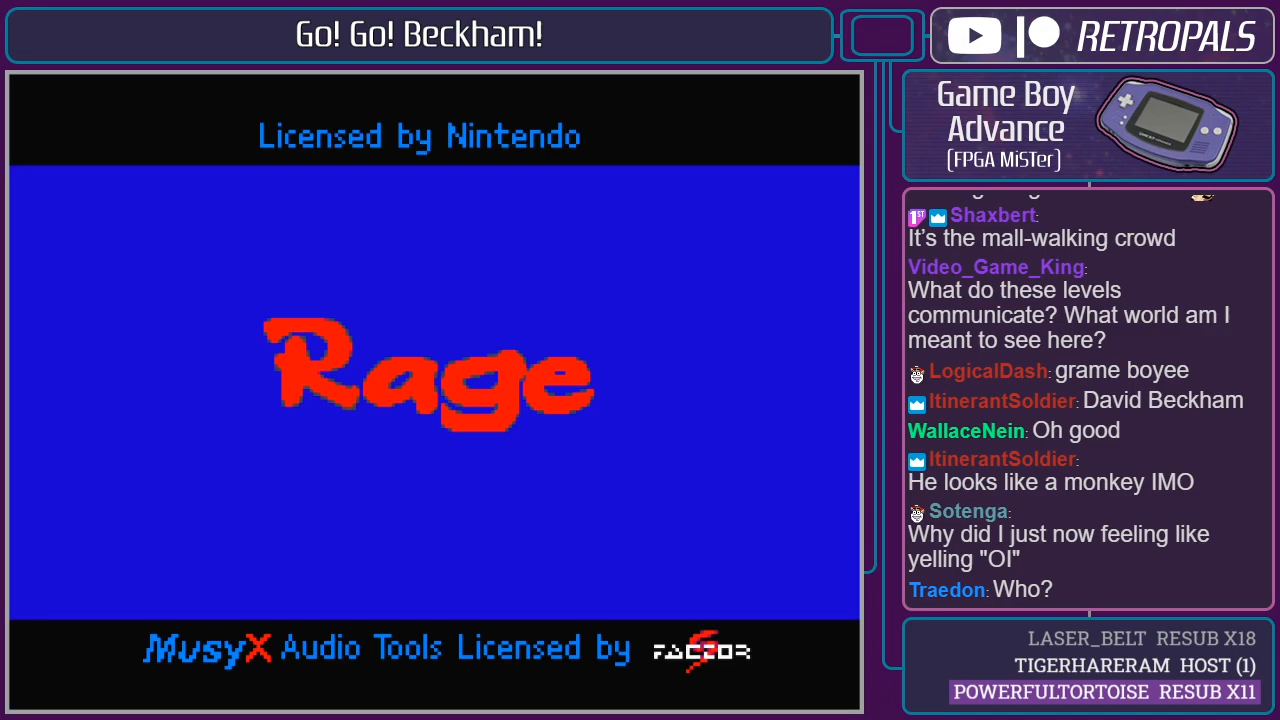 Go! Go! Beckham!
RETROPALS
Licensed by Nintendo
Rage
MusyX Audio Tools Licensed by FACTOR 5
Game Boy
Advance
(FPGA MiSTer)
1ST Shaxbert:
It's the mall-walking crowd
Video_Game_King:
What do these levels
communicate? What world am I
meant to see here?
LogicalDash: grame boyee
ItinerantSoldier: David Beckham
WallaceNein: Oh good
ItinerantSoldier:
He looks like a monkey IMO
Sotenga:
Why did I just now feeling like
yelling "OI"
Traedon: Who?
LASER_BELT RESUB X18
TIGERHARERAM HOST (1)
POWERFULTORTOISE RESUB X11